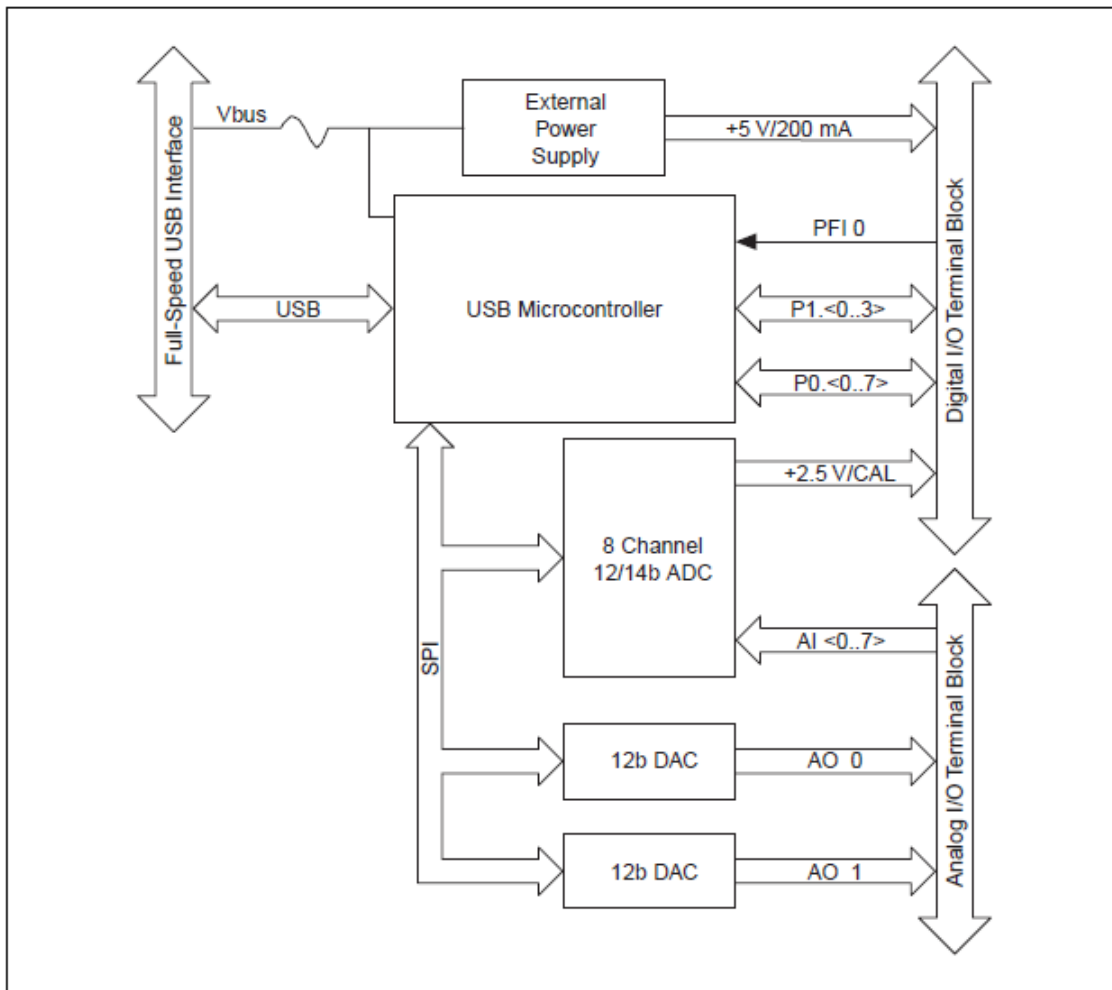 Full-Speed USB Interface
Vbus
External
Power
Supply
+5 V/200 mA
Digital I/O Terminal Block
PFI 0
USB
USB Microcontroller
P1.<0..3>
P0.<0..7>
+2.5 V/CAL
8 Channel
12/14b ADC
SPI
AI <0..7>
Analog I/O Terminal Block
12b DAC
AO 0
12b DAC
AO 1